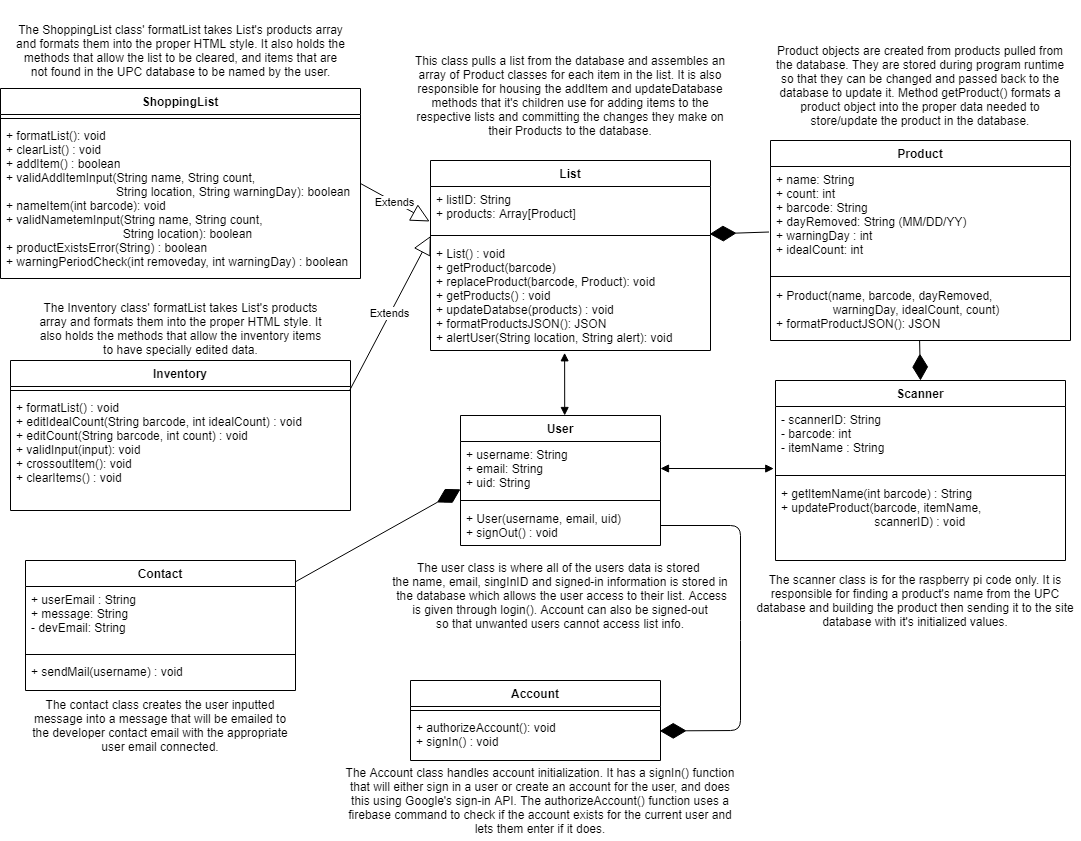 The ShoppingList class' formatList takes List's products array
and formats them into the proper HTML style. It also holds the
methods that allow the list to be cleared, and items that are
not found in the UPC database to be named by the user.
ShoppingList
+ formatList(): void
+ clearList() : void
+ addItem() : boolean
+ validAddItemInput(String name, String count,
String location, String warningDay): boolean
+ nameItem(int barcode): void
+ validNametemInput(String name, String count,
String location): boolean
+ productExistsError(String) : boolean
+ warningPeriodCheck(int removeday, int warningDay) : boolean
Extends
This class pulls a list from the database and assembles an
array of Product classes for each item in the list. It is also
responsible for housing the addItem and updateDatabase
methods that it's children use for adding items to the
respective lists and committing the changes they make on
their Products to the database.
List
+ listID: String
+ products: Array[Product]
+ List() : void
+ getProduct(barcode)
+ replaceProduct(barcode, Product): void
+ getProducts() : void
+ updateDatabse(products) : void
+ formatProductsJSON(): JSON
+ alertUser(String location, String alert): void
Product objects are created from products pulled from
the database. They are stored during program runtime
so that they can be changed and passed back to the
database to update it. Method getProduct() formats a
product object into the proper data needed to
store/update the product in the database.
Product
+ name: String
+ count: int
+ barcode: String
+ dayRemoved: String (MM/DD/YY)
+ warningDay : int
+ idealCount: int
+ Product(name, barcode, dayRemoved,
warningDay, idealCount, count)
+ formatProductJSON(): JSON
The Inventory class' formatList takes List's products
array and formats them into the proper HTML style. It
also holds the methods that allow the inventory items
to have specially edited data.
Extends
Inventory
+ formatList() : void
+ editIdealCount(String barcode, int idealCount) : void
+ editCount(String barcode, int count) : void
+ validInput(input): void
+ crossoutItem(): void
+ clearItems() : void
User
+ username: String
+ email: String
+ uid: String
+ User(username, email, uid)
+ signOut() : void
The user class is where all of the users data is stored
the name, email, singInID and signed-in information is stored in
the database which allows the user access to their list. Access
is given through login(). Account can also be signed-out
so that unwanted users cannot access list info.
Scanner
- scannerID: String
- barcode: int
- itemName : String
+ getItemName(int barcode) : String
+ updateProduct(barcode, itemName,
scannerID) : void
The scanner class is for the raspberry pi code only. It is
responsible for finding a product's name from the UPC
database and building the product then sending it to the site
database with it's initialized values.
Contact
+ userEmail : String
+ message: String
- devEmail: String
+ sendMail(username) : void
The contact class creates the user inputted
message into a message that will be emailed to
the developer contact email with the appropriate
user email connected.
Account
+ authorizeAccount(): void
+ signIn() : void
The Account class handles account initialization. It has a signIn() function
that will either sign in a user or create an account for the user, and does
this using Google's sign-in API. The authorizeAccount() function uses a
firebase command to check if the account exists for the current user and
lets them enter if it does.